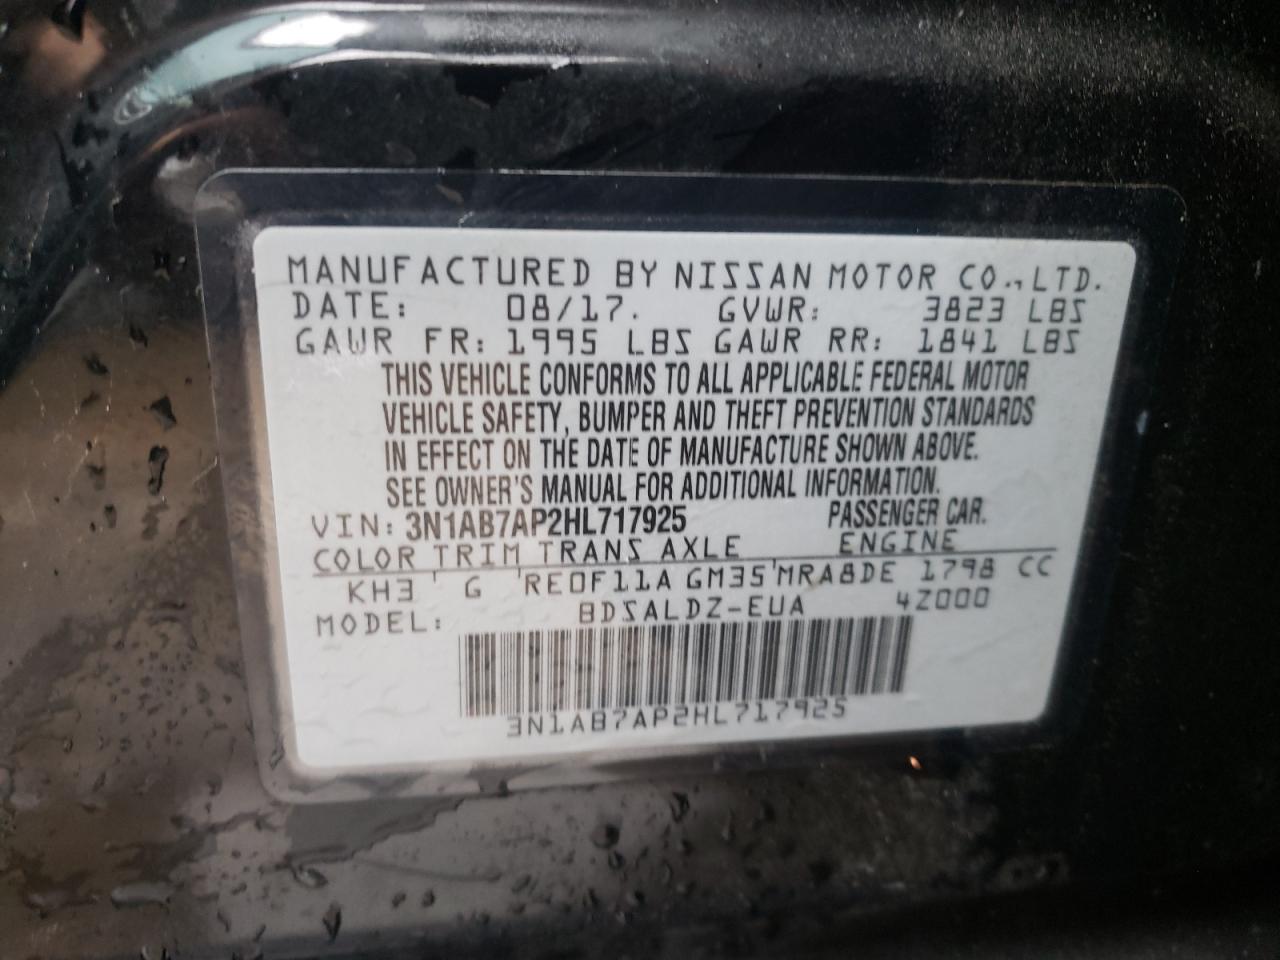 MANUFACTURED BY NISSAN MOTOR CO., LTD.
DATE: 08/17. GVWR: 3823 LBS
GAWR FR: 1995 LBS GAWR RR: 1841 LBS
THIS VEHICLE CONFORMS TO ALL APPLICABLE FEDERAL MOTOR
VEHICLE SAFETY, BUMPER AND THEFT PREVENTION STANDARDS
IN EFFECT ON THE DATE OF MANUFACTURE SHOWN ABOVE.
SEE OWNER'S MANUAL FOR ADDITIONAL INFORMATION.
VIN: 3N1AB7AP2HL717925 PASSENGER CAR.
COLOR TRIM TRANS AXLE ENGINE
KH3 ' G 'RE0F11A GM35'MRA8DE 1798 CC
MODEL: BDSALDZ-EUA 4Z000
3N1AB7AP2HL717925